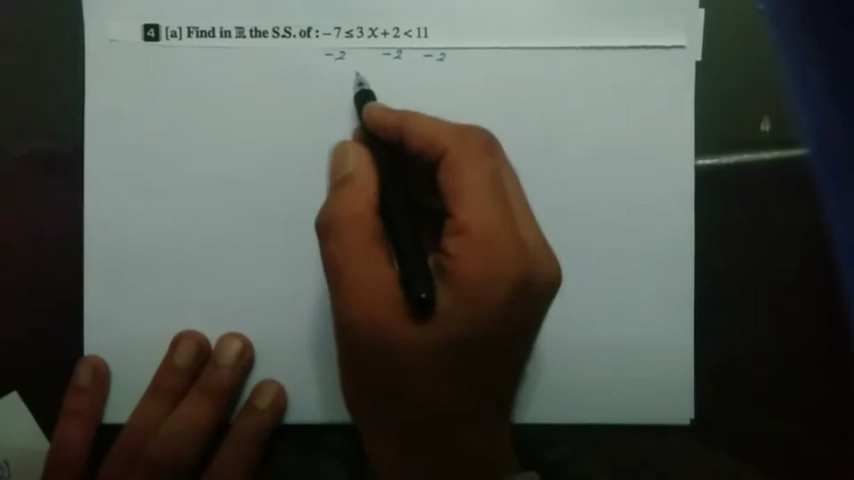 4 [a] Find in ℝ the S.S. of : – 7 ≤ 3 X + 2 < 11
-2 -2 -2